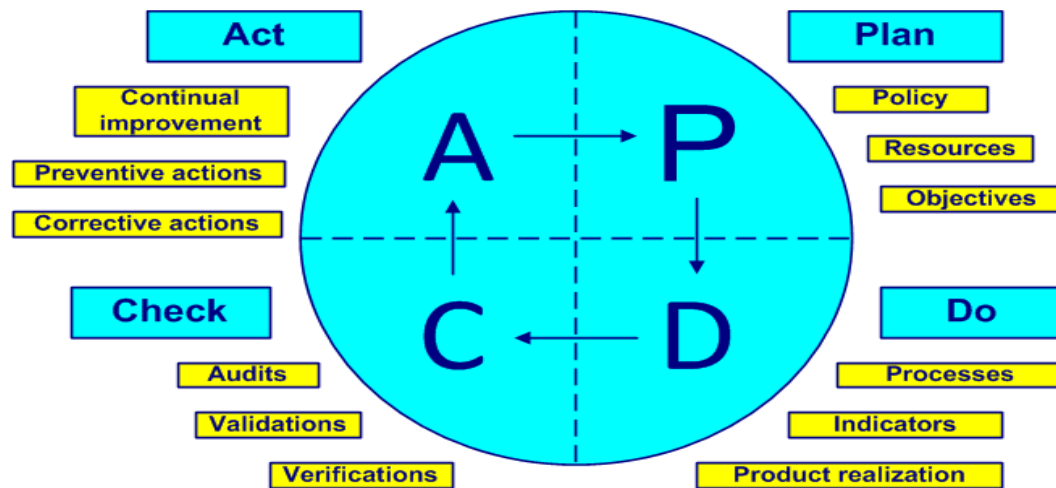 Act
Plan
Continual
improvement
Preventive actions
Corrective actions
Policy
Resources
Objectives
A
P
C
D
Check
Do
Audits
Validations
Verifications
Processes
Indicators
Product realization